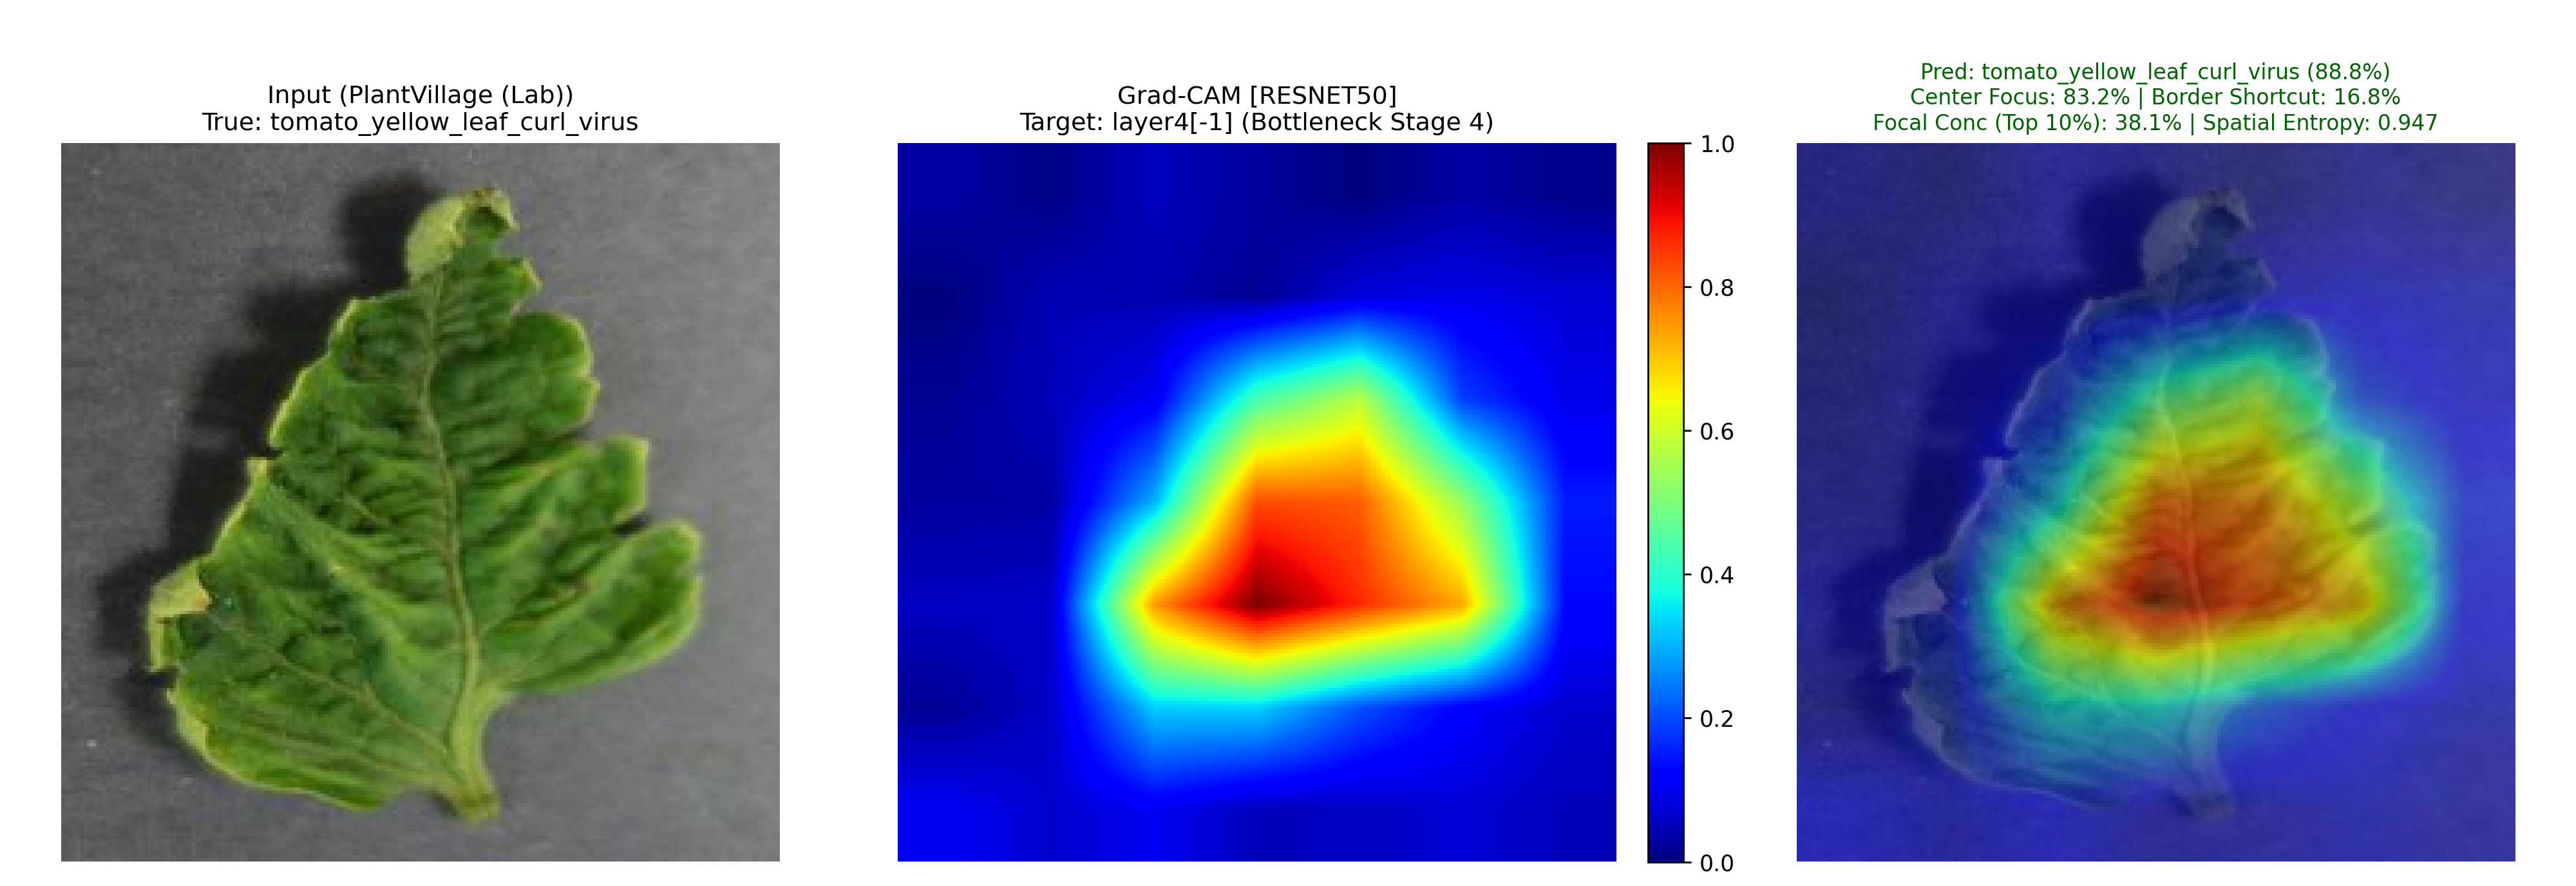 Input (PlantVillage (Lab))
True: tomato_yellow_leaf_curl_virus
Grad-CAM [RESNET50]
Target: layer4[-1] (Bottleneck Stage 4)
1.0
0.8
0.6
0.4
0.2
0.0
Pred: tomato_yellow_leaf_curl_virus (88.8%)
Center Focus: 83.2% | Border Shortcut: 16.8%
Focal Conc (Top 10%): 38.1% | Spatial Entropy: 0.947